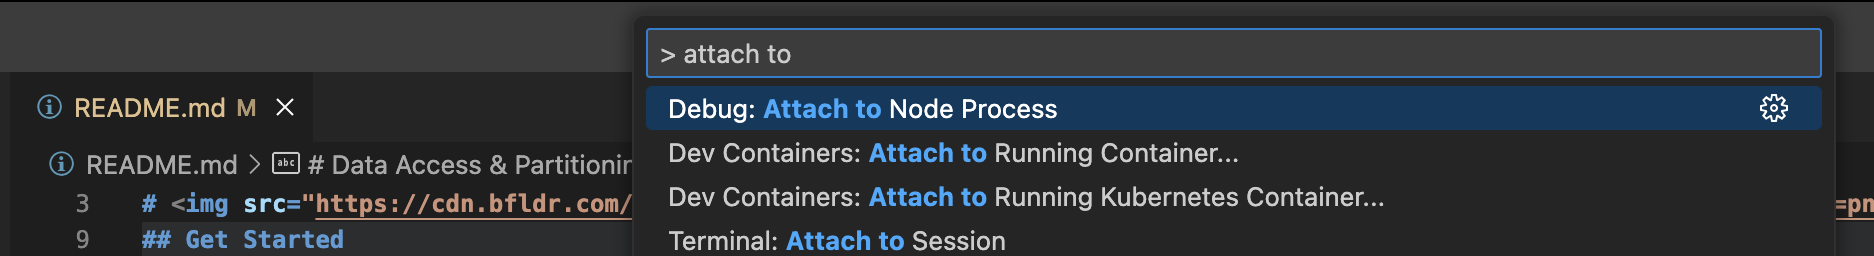 > attach to
README.md M
Debug: Attach to Node Process
README.md > abc # Data Access & Partitionin
Dev Containers: Attach to Running Container...
Dev Containers: Attach to Running Kubernetes Container...
3 # <img src="https://cdn.bfldr.com/
=pn
9 ## Get Started
Terminal: Attach to Session